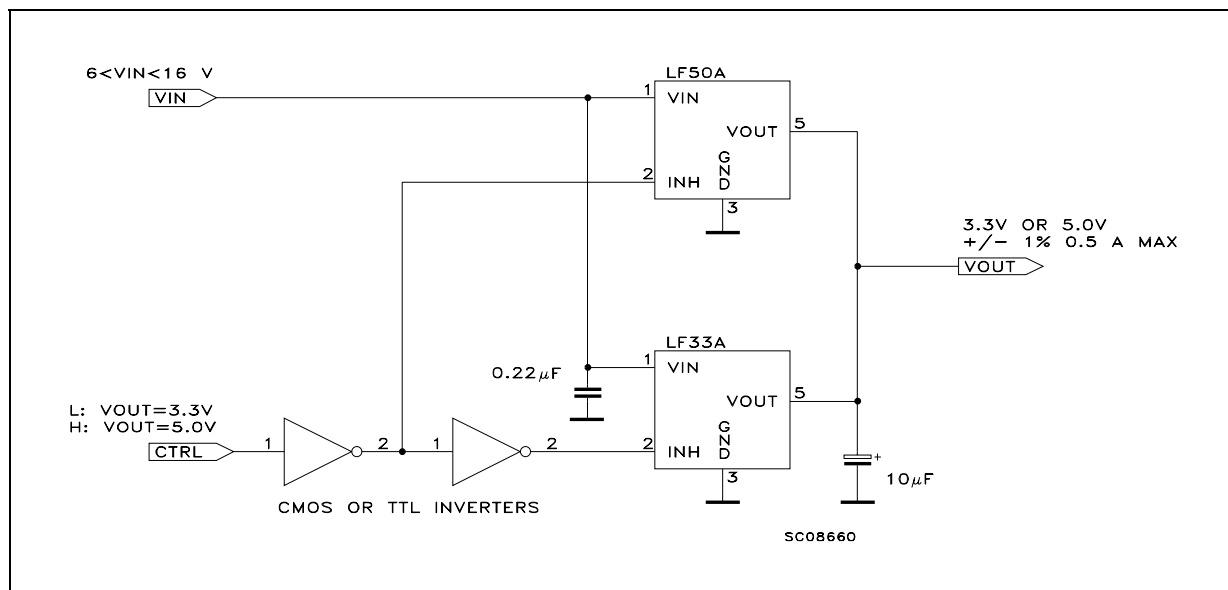 6<VIN<16 V
VIN
LF50A
1
VIN
VOUT
5
2
INH
GND
3
3.3V OR 5.0V
+/- 1% 0.5 A MAX
VOUT
LF33A
1
VIN
0.22µF
VOUT
5
L: VOUT=3.3V
H: VOUT=5.0V
CTRL
1
2
1
2
2
INH
GND
3
+
10µF
CMOS OR TTL INVERTERS
SC08660